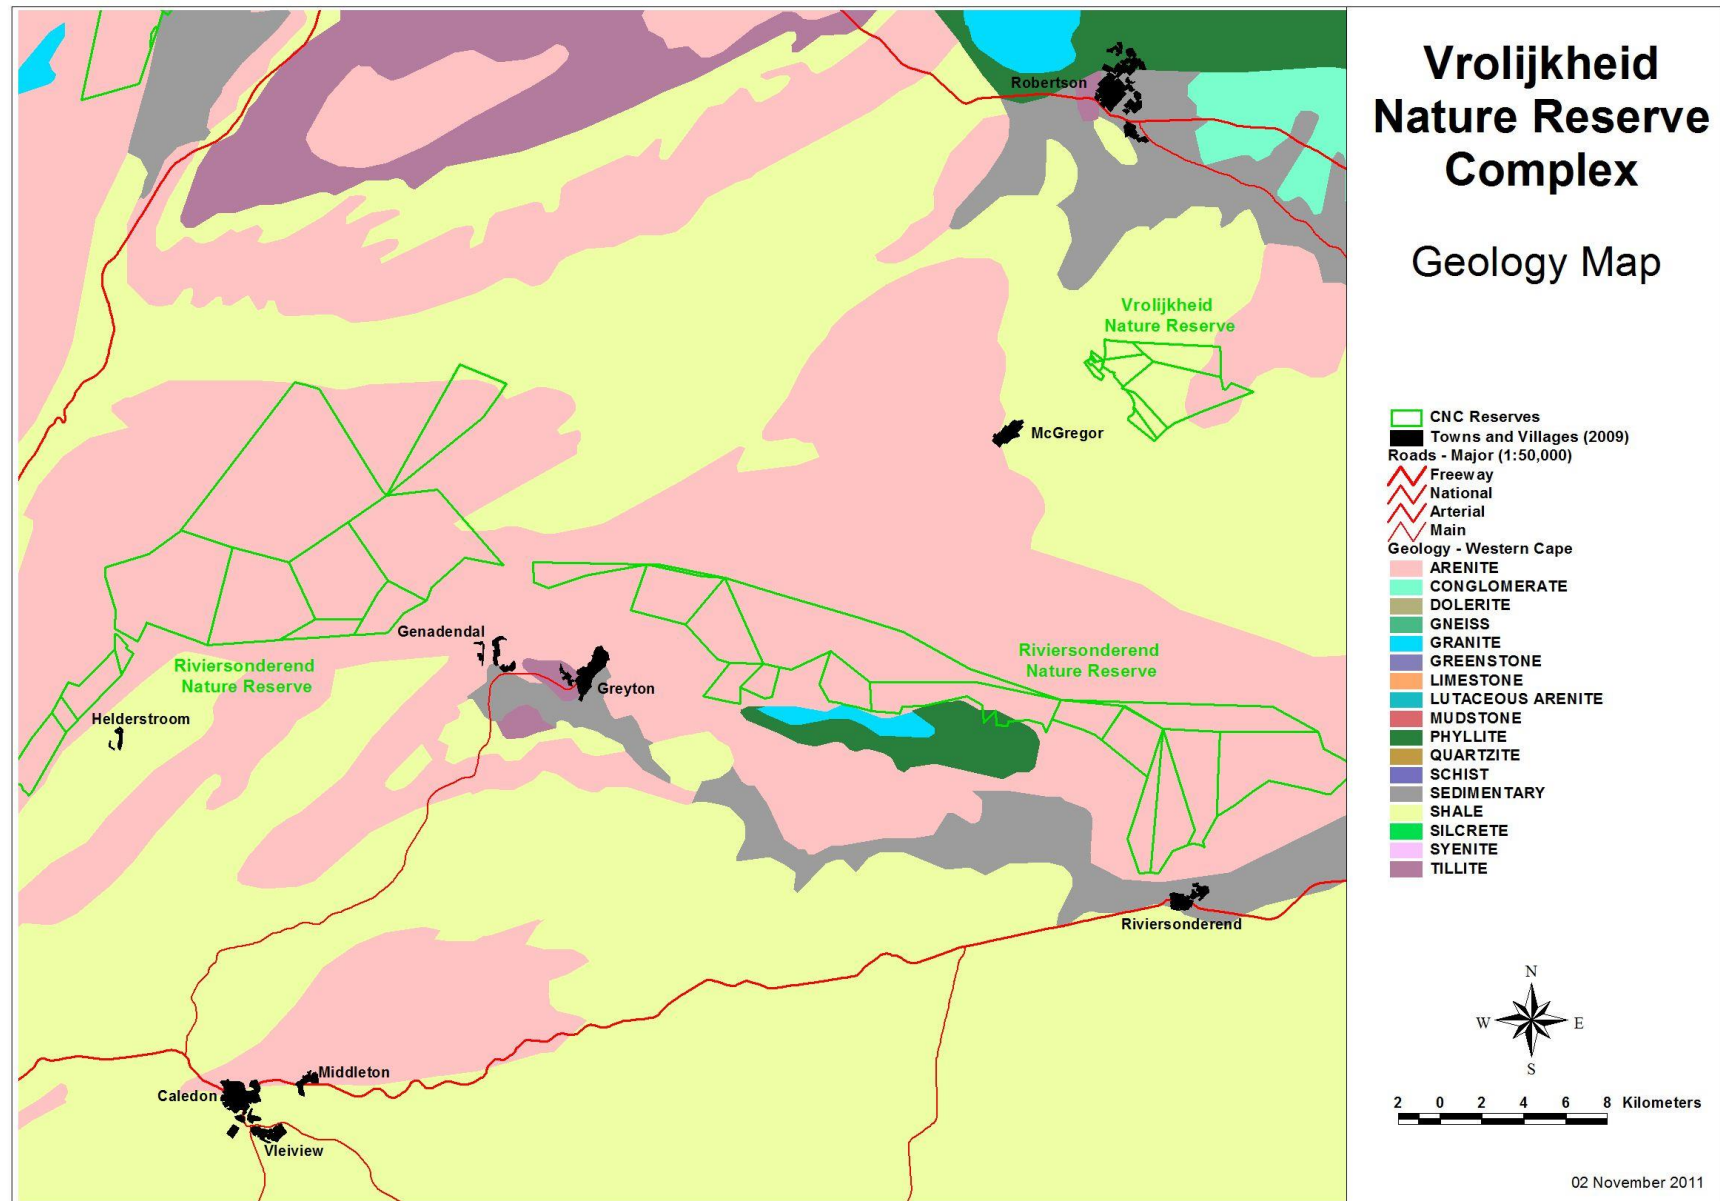 Vrolijkheid
Nature Reserve
Complex
Geology Map
Robertson
Vrolijkheid
Nature Reserve
McGregor
Genadendal
Greyton
Riviersonderend
Nature Reserve
Riviersonderend
Nature Reserve
Helderstroom
Riviersonderend
Middleton
Caledon
Vleiview
CNC Reserves
Towns and Villages (2009)
Roads - Major (1:50,000)
Freeway
National
Arterial
Main
Geology - Western Cape
ARENITE
CONGLOMERATE
DOLERITE
GNEISS
GRANITE
GREENSTONE
LIMESTONE
LUTACEOUS ARENITE
MUDSTONE
PHYLLITE
QUARTZITE
SCHIST
SEDIMENTARY
SHALE
SILCRETE
SYENITE
TILLITE
N
W E
S
2 0 2 4 6 8 Kilometers
02 November 2011